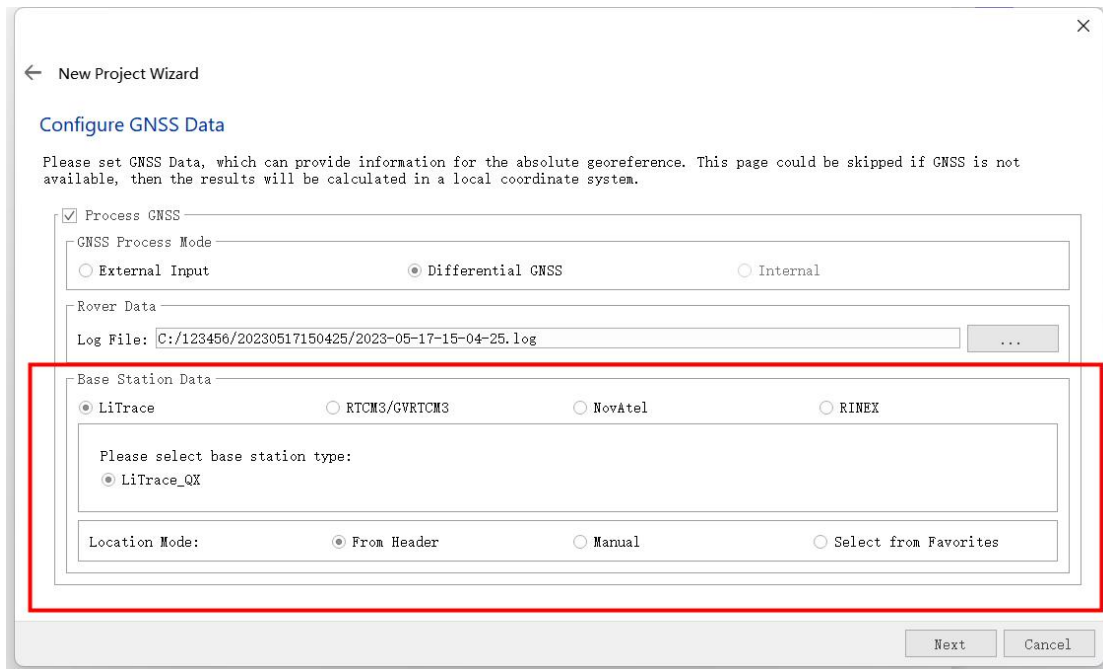 New Project Wizard
Configure GNSS Data
Please set GNSS Data, which can provide information for the absolute georeference. This page could be skipped if GNSS is not
available, then the results will be calculated in a local coordinate system.
Process GNSS
GNSS Process Mode
External Input Differential GNSS Internal
Rover Data
Log File: C:/123456/20230517150425/2023-05-17-15-04-25.log ...
Base Station Data
LiTrace RTCM3/GVRTCM3 NovAtel RINEX
Please select base station type:
LiTrace_QX
Location Mode: From Header Manual Select from Favorites
Next Cancel